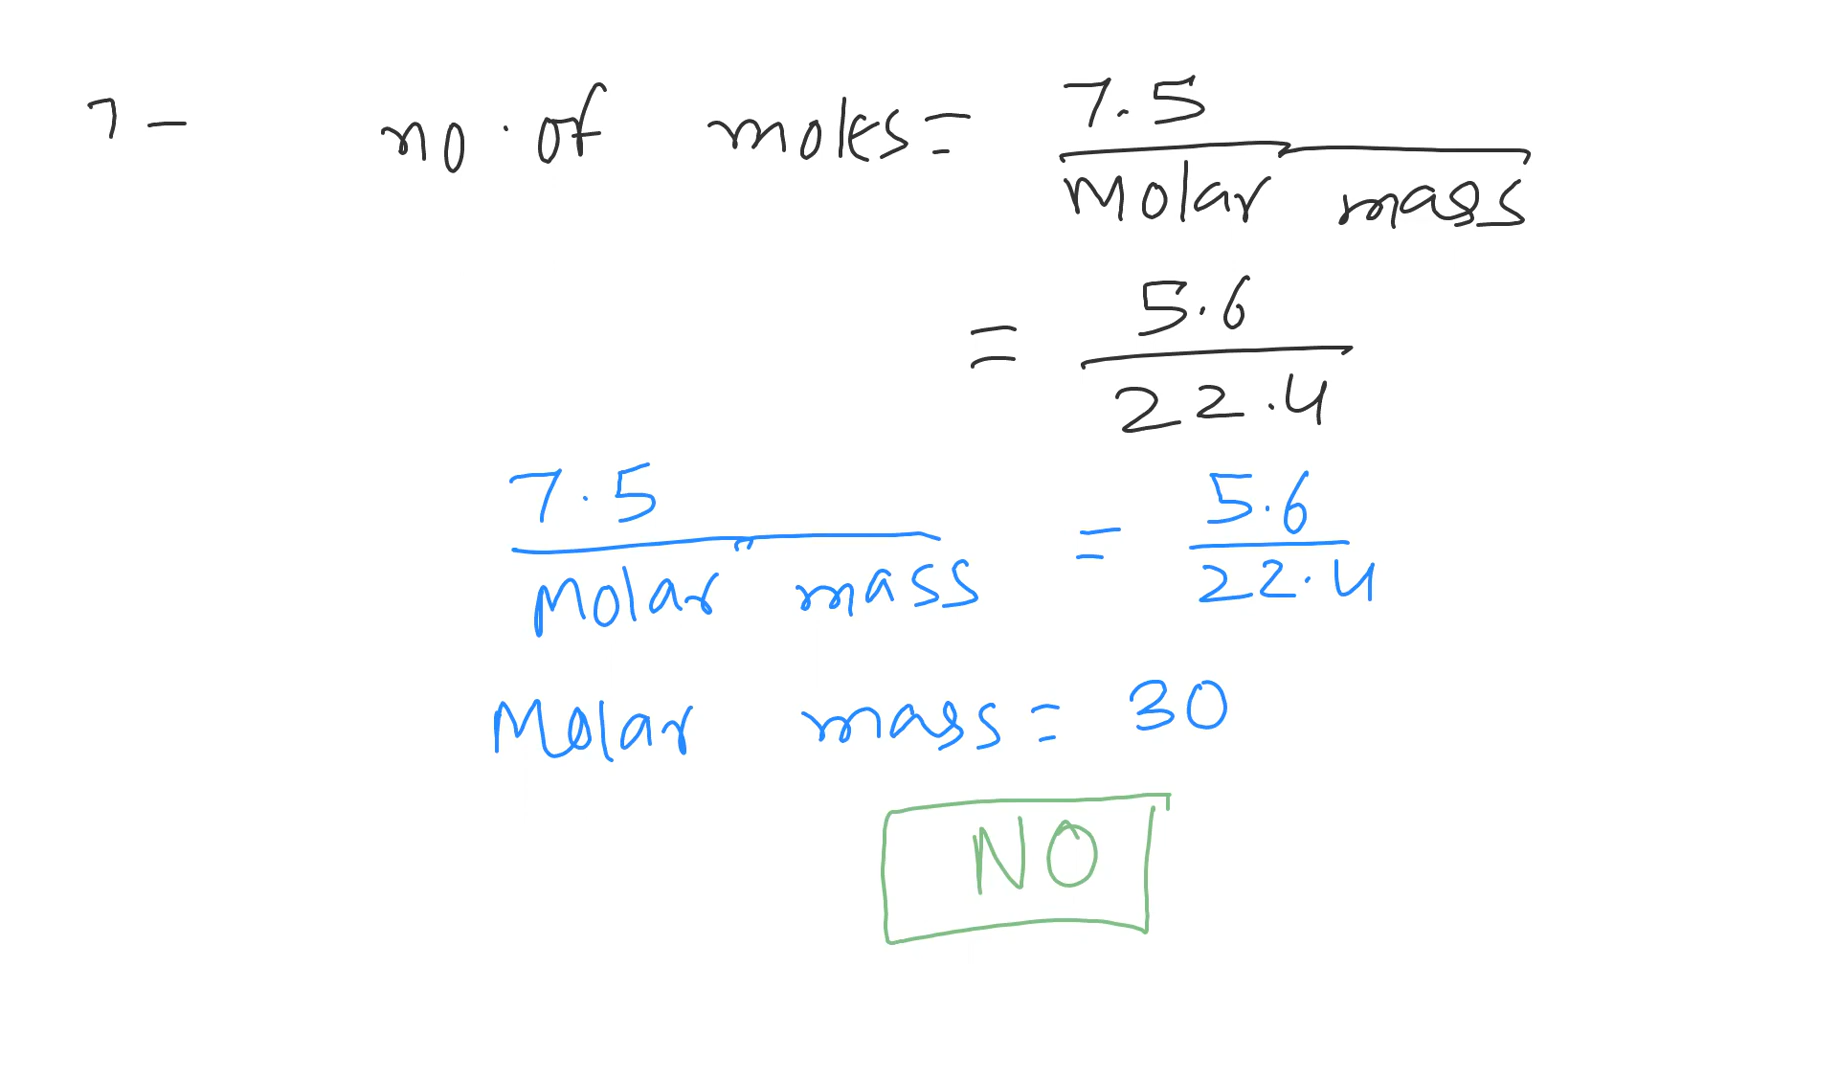 7 - no. of moles = 7.5
Molar mass
= 5.6
22.4
7.5 = 5.6
Molar mass 22.4
Molar mass = 30
NO